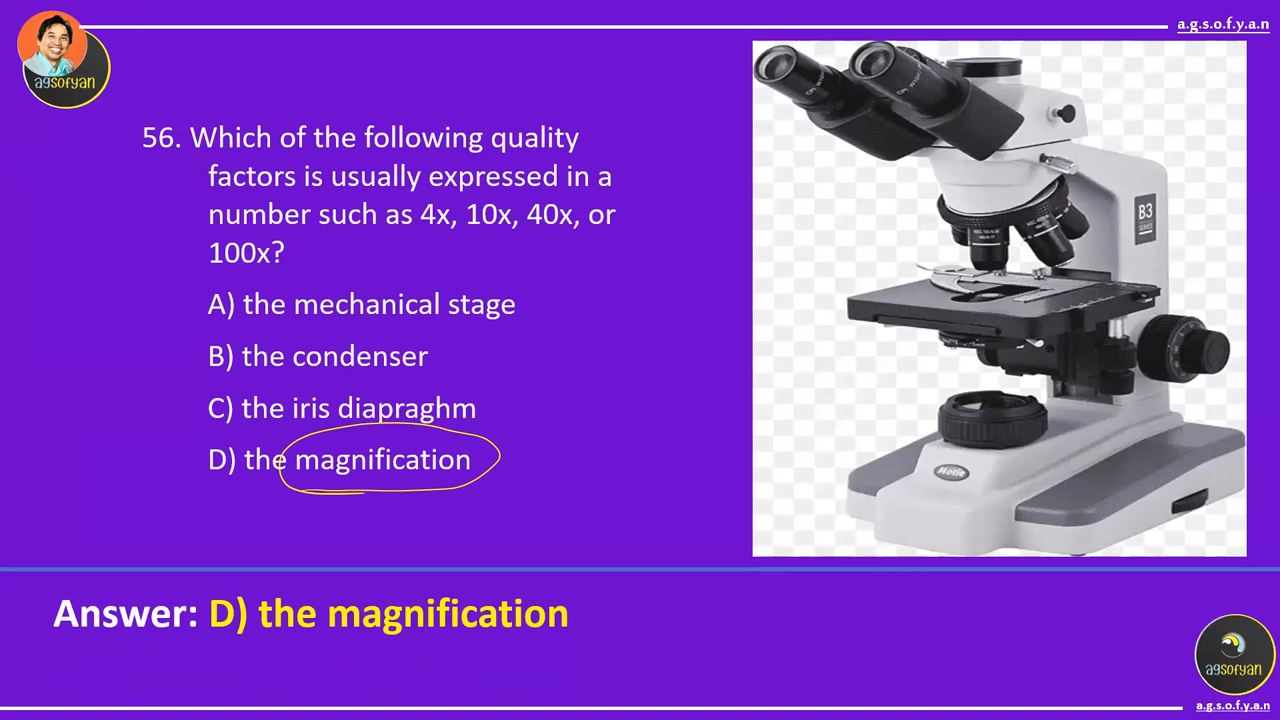 a.g.s.o.f.y.a.n
agsofyan
56. Which of the following quality
factors is usually expressed in a
number such as 4x, 10x, 40x, or
100x?
A) the mechanical stage
B) the condenser
C) the iris diapraghm
D) the magnification
B3
SERIES
Motic
Answer: D) the magnification
agsofyan
a.g.s.o.f.y.a.n